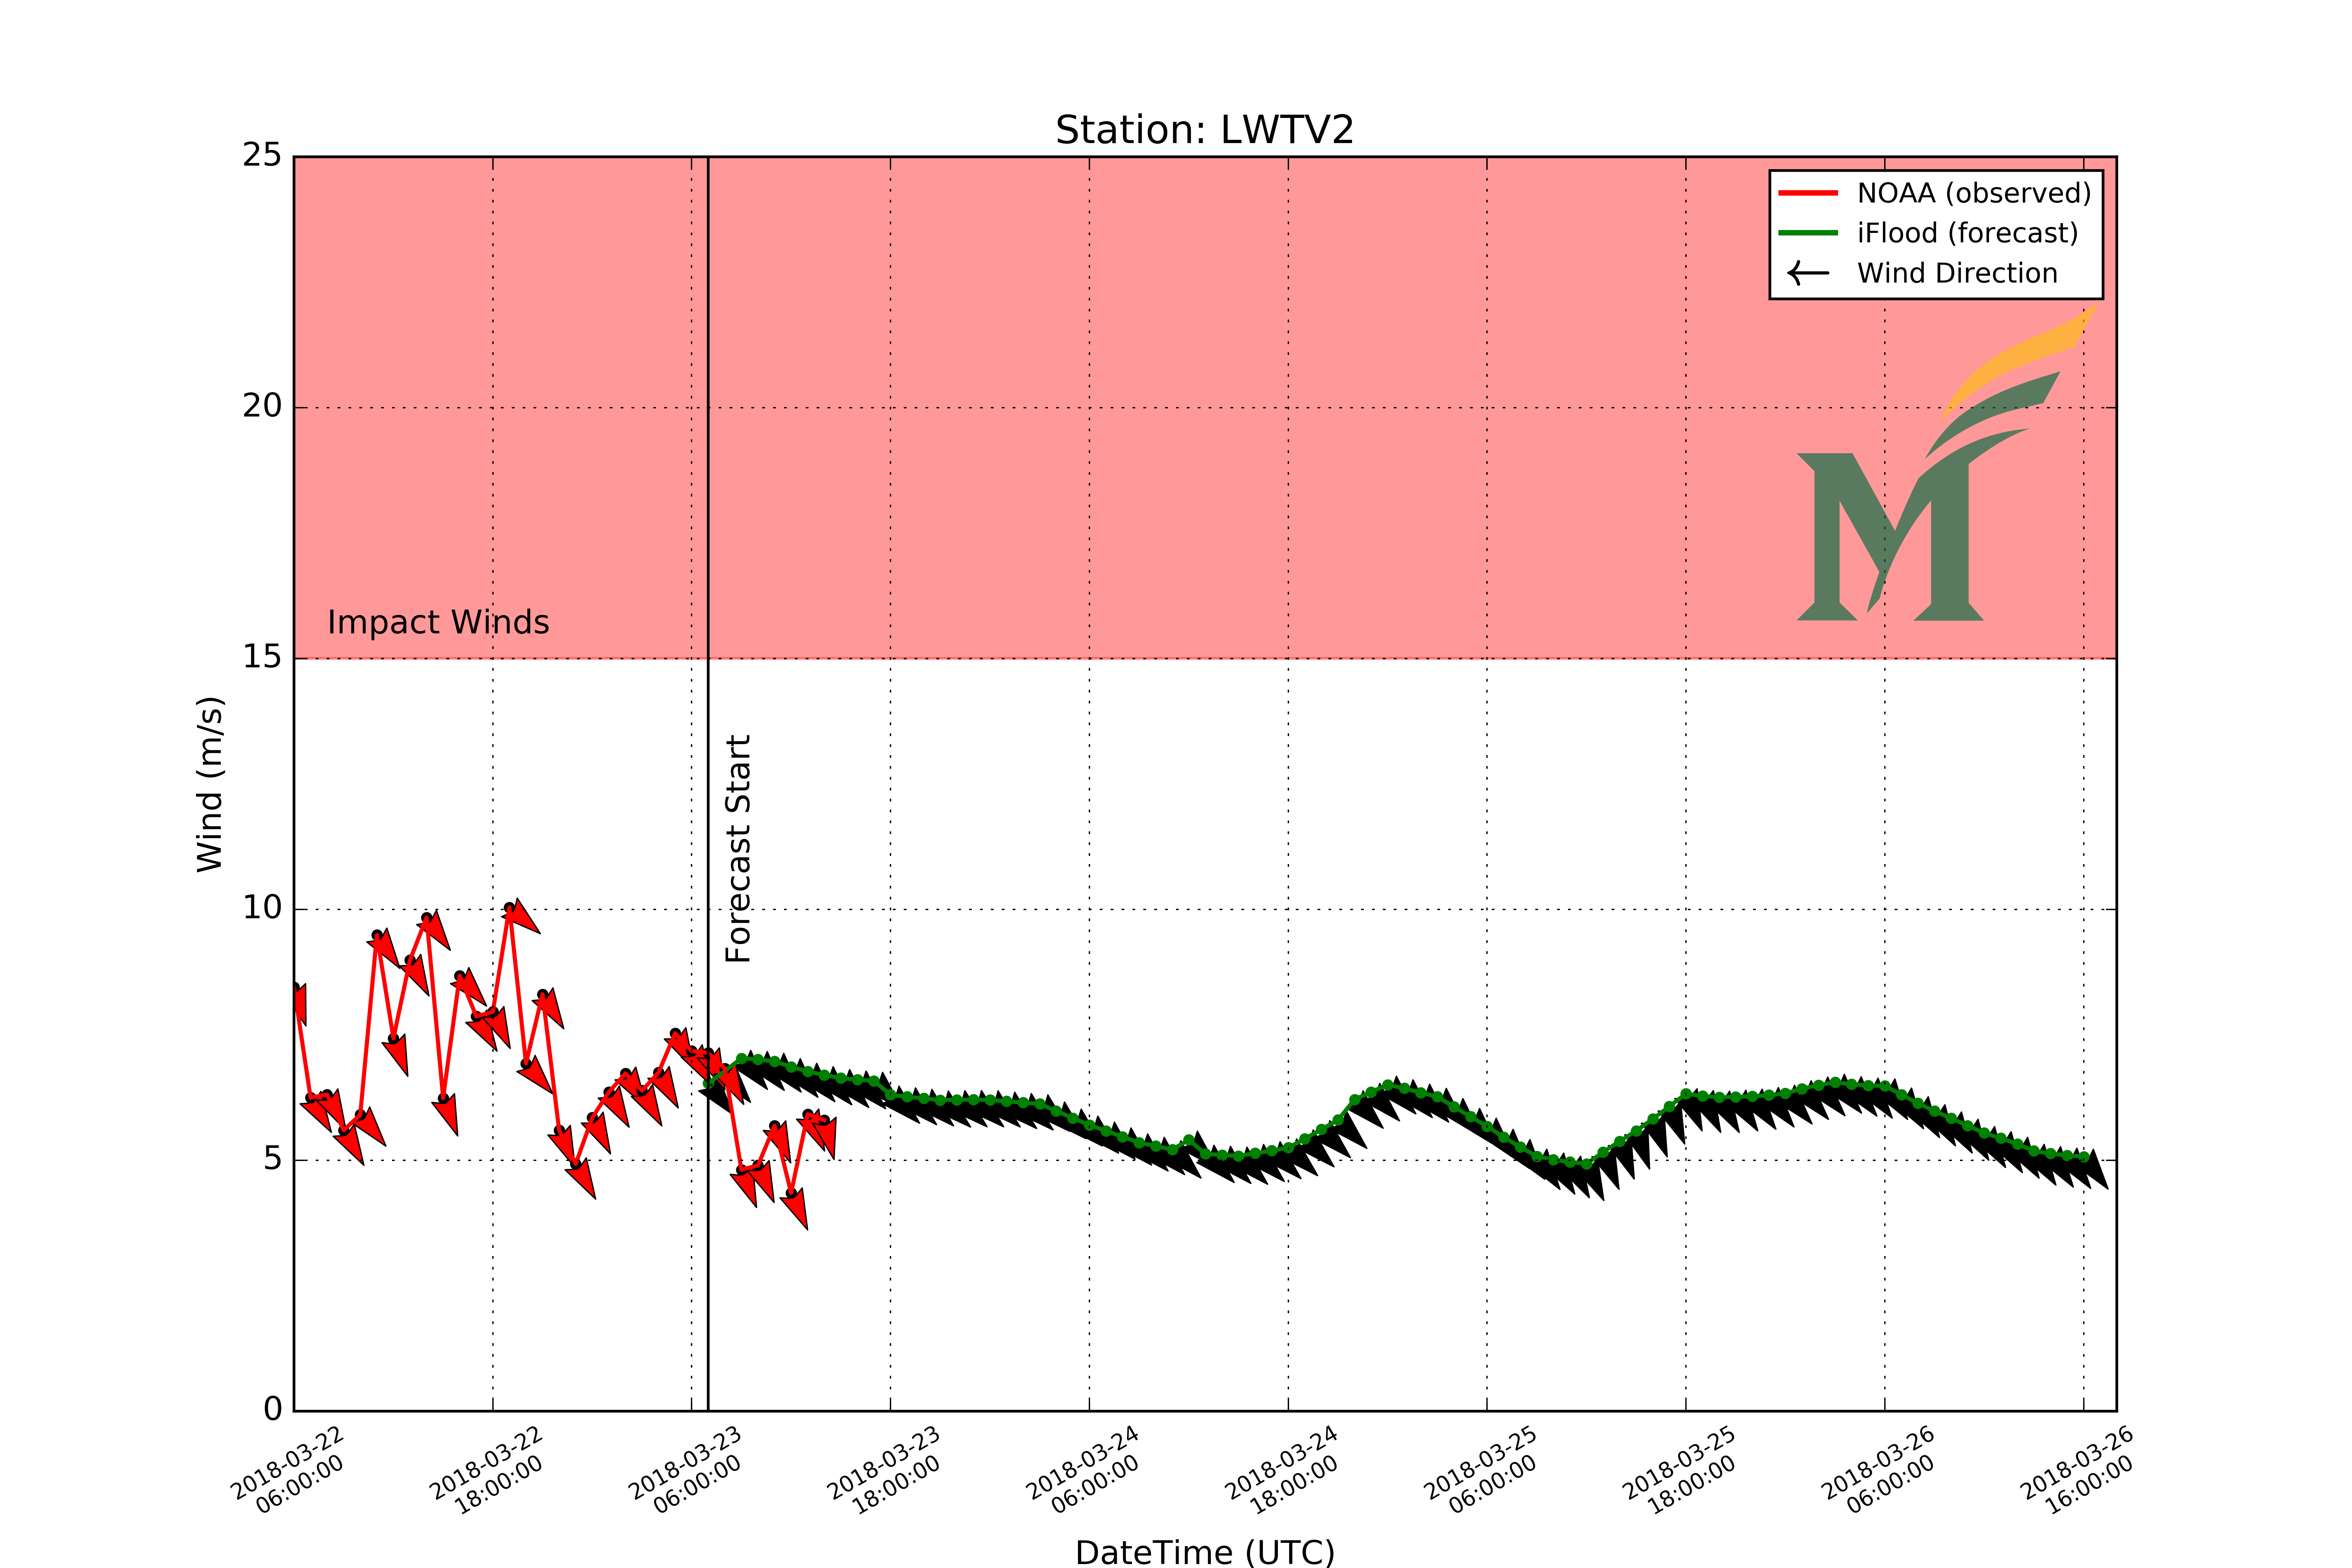 Station: LWTV2
25
20
15
10
5
0
Wind (m/s)
NOAA (observed)
iFlood (forecast)
Wind Direction
M
Impact Winds
Forecast Start
2018-03-22
06:00:00
2018-03-22
18:00:00
2018-03-23
06:00:00
2018-03-23
18:00:00
2018-03-24
06:00:00
2018-03-24
18:00:00
2018-03-25
06:00:00
2018-03-25
18:00:00
2018-03-26
06:00:00
2018-03-26
16:00:00
DateTime (UTC)